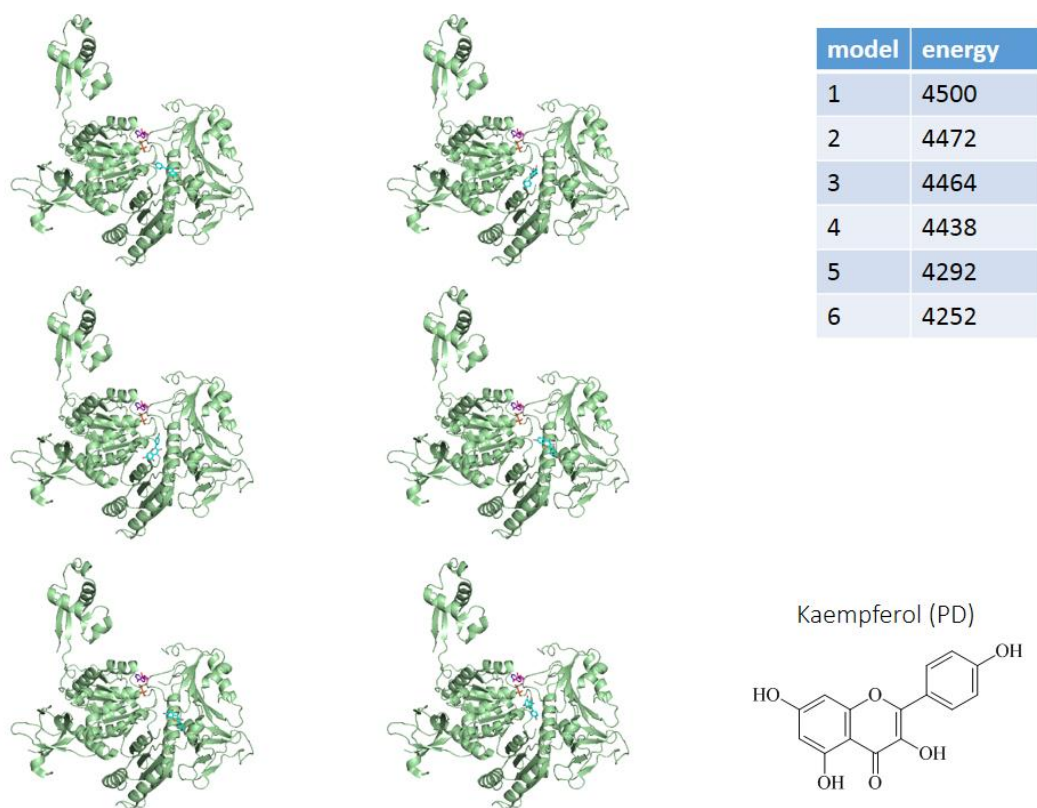 model energy
1 4500
2 4472
3 4464
4 4438
5 4292
6 4252
Kaempferol (PD)
OH
HO
O
OH
OH
O